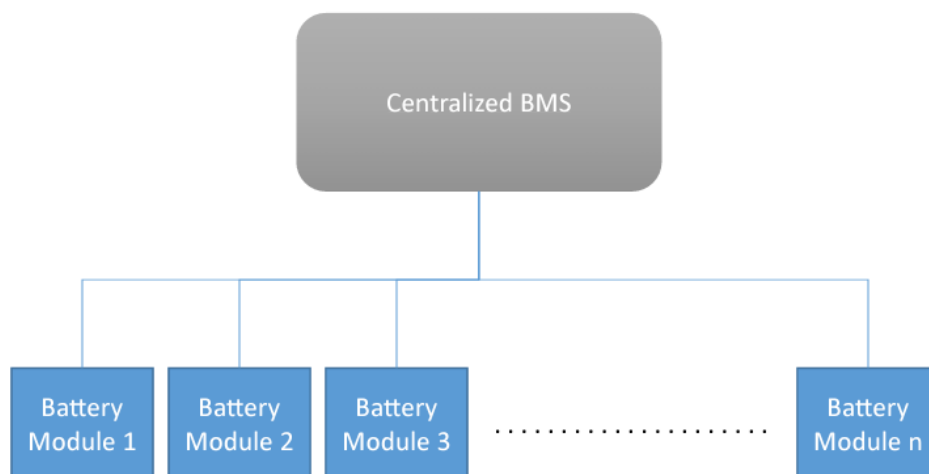 Centralized BMS
Battery
Module 1
Battery
Module 2
Battery
Module 3
......................
Battery
Module n